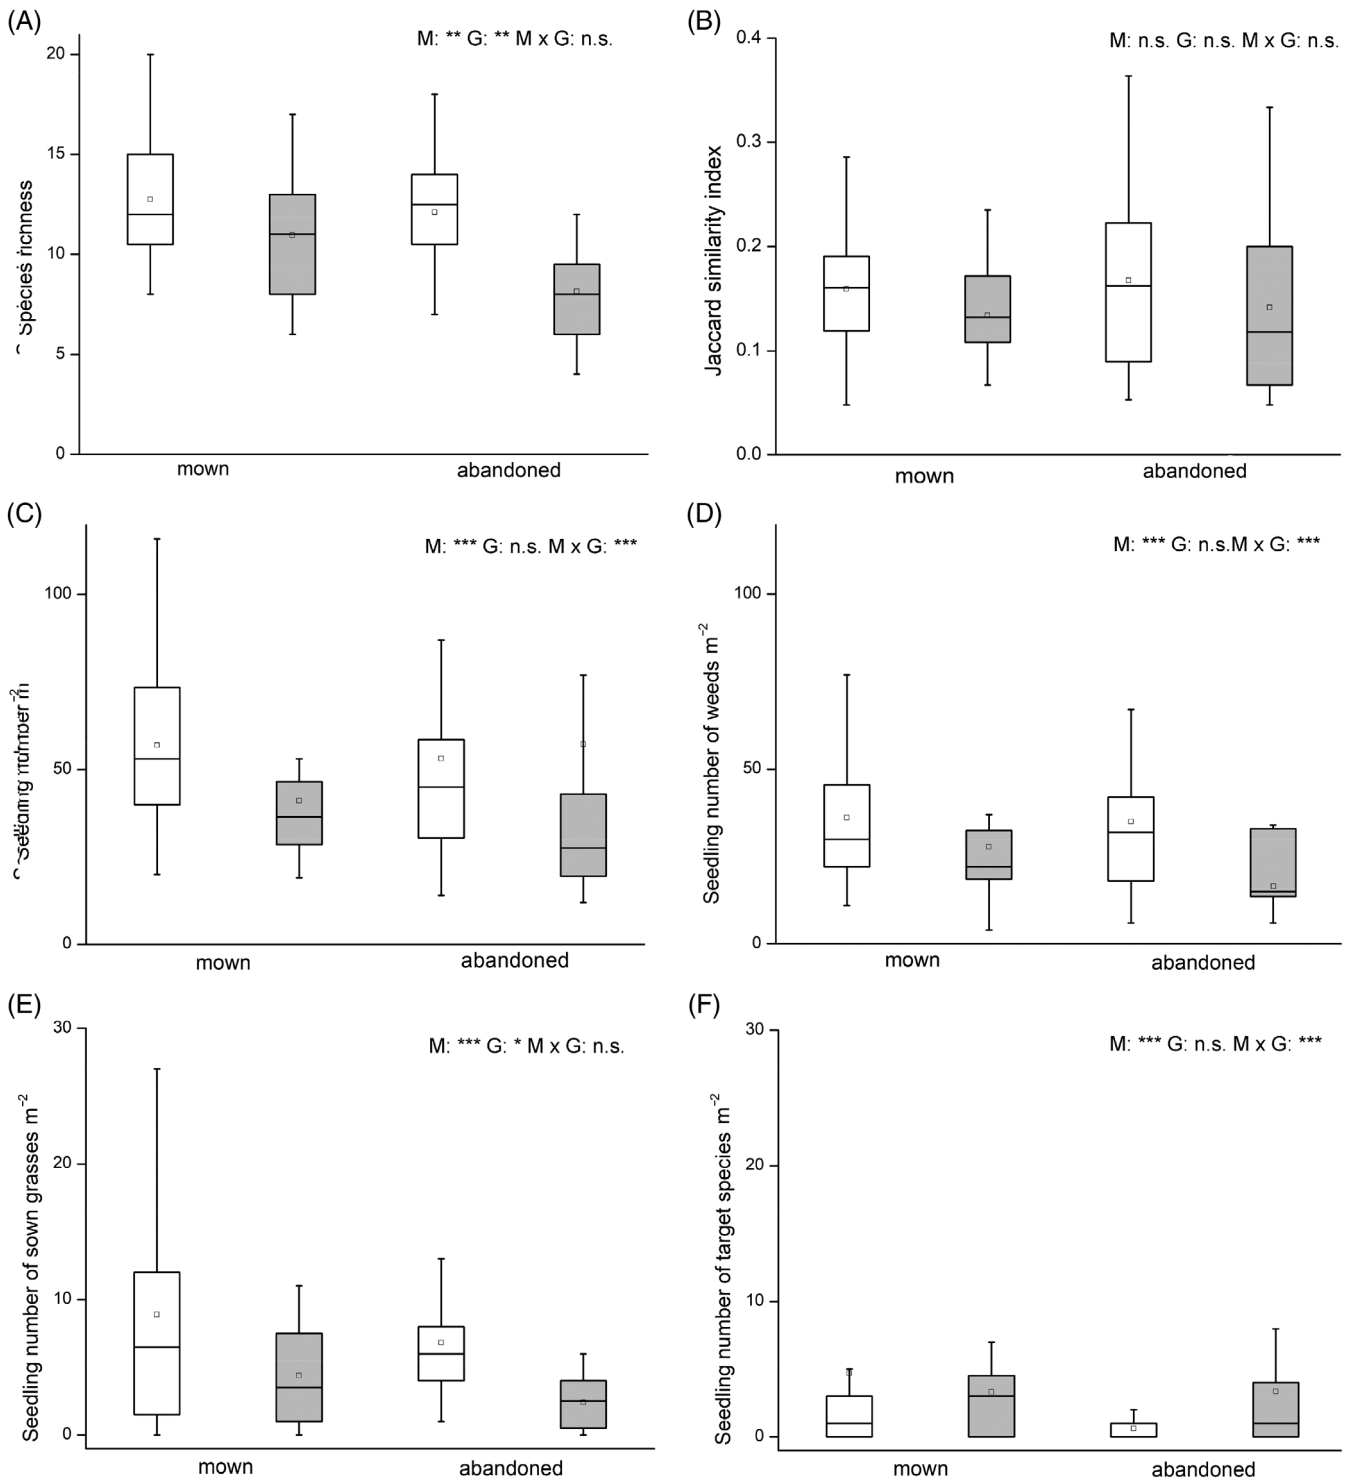 (A)
M: ** G: ** M x G: n.s.
Species richness
20
15
10
5
0
mown abandoned
(B)
M: n.s. G: n.s. M x G: n.s.
Jaccard similarity index
0.4
0.3
0.2
0.1
0.0
mown abandoned
(C)
M: *** G: n.s. M x G: ***
100
50
0
mown abandoned
(D)
M: *** G: n.s.M x G: ***
Seedling number of weeds m⁻²
100
50
0
mown abandoned
(E)
M: *** G: * M x G: n.s.
Seedling number of sown grasses m⁻²
30
20
10
0
mown abandoned
(F)
M: *** G: n.s. M x G: ***
Seedling number of target species m⁻²
30
20
10
0
mown abandoned